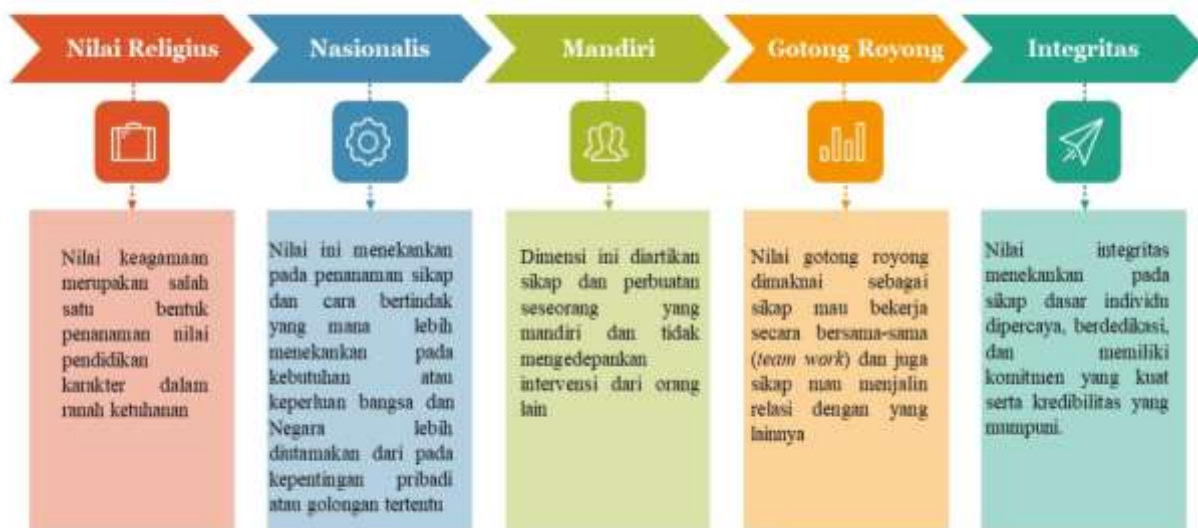 Nilai Religius
Nasionalis
Mandiri
Gotong Royong
Integritas
Nilai keagamaan
merupakan salah
satu bentuk
penanaman nilai
pendidikan
karakter dalam
ranah ketuhanan
Nilai ini menekankan
pada penanaman sikap
dan cara bertindak
yang mana lebih
menekankan pada
kebutuhan atau
keperluan bangsa dan
Negara lebih
diutamakan dari pada
kepentingan pribadi
atau golongan tertentu
Dimensi ini diartikan
sikap dan perbuatan
seseorang yang
mandiri dan tidak
mengedepankan
intervensi dari orang
lain
Nilai gotong royong
dimaknai sebagai
sikap mau bekerja
secara bersama-sama
(team work) dan juga
sikap mau menjalin
relasi dengan yang
lainnya
Nilai integritas
menekankan pada
sikap dasar individu
dipercaya, berdedikasi,
dan memiliki
komitmen yang kuat
serta kredibilitas yang
mumpuni.